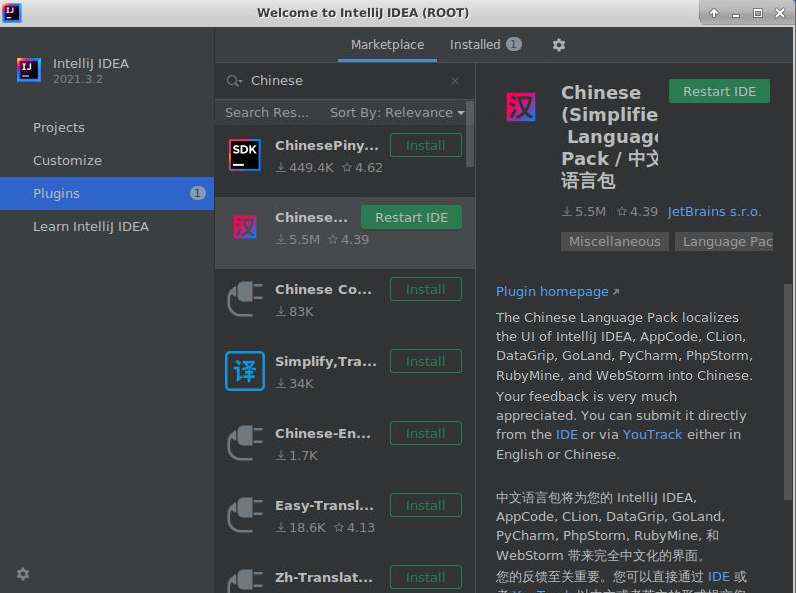 Welcome to IntelliJ IDEA (ROOT)
IntelliJ IDEA
2021.3.2
Projects
Customize
Plugins 1
Learn IntelliJ IDEA
Marketplace Installed 1
Chinese
Search Res... Sort By: Relevance
SDK
ChinesePiny... Install
449.4K 4.62
汉
Chinese... Restart IDE
5.5M 4.39
Chinese Co... Install
83K
译
Simplify,Tra... Install
34K
Chinese-En... Install
1.7K
Easy-Transl... Install
18.6K 4.13
Zh-Translat... Install
汉
Chinese
(Simplifie
Language
Pack / 中文
语言包
Restart IDE
5.5M 4.39 JetBrains s.r.o.
Miscellaneous Language Pac
Plugin homepage
The Chinese Language Pack localizes
the UI of IntelliJ IDEA, AppCode, CLion,
DataGrip, GoLand, PyCharm, PhpStorm,
RubyMine, and WebStorm into Chinese.
Your feedback is very much
appreciated. You can submit it directly
from the IDE or via YouTrack either in
English or Chinese.
中文语言包将为您的 IntelliJ IDEA,
AppCode, CLion, DataGrip, GoLand,
PyCharm, PhpStorm, RubyMine, 和
WebStorm 带来完全中文化的界面。
您的反馈至关重要。您可以直接通过 IDE 或